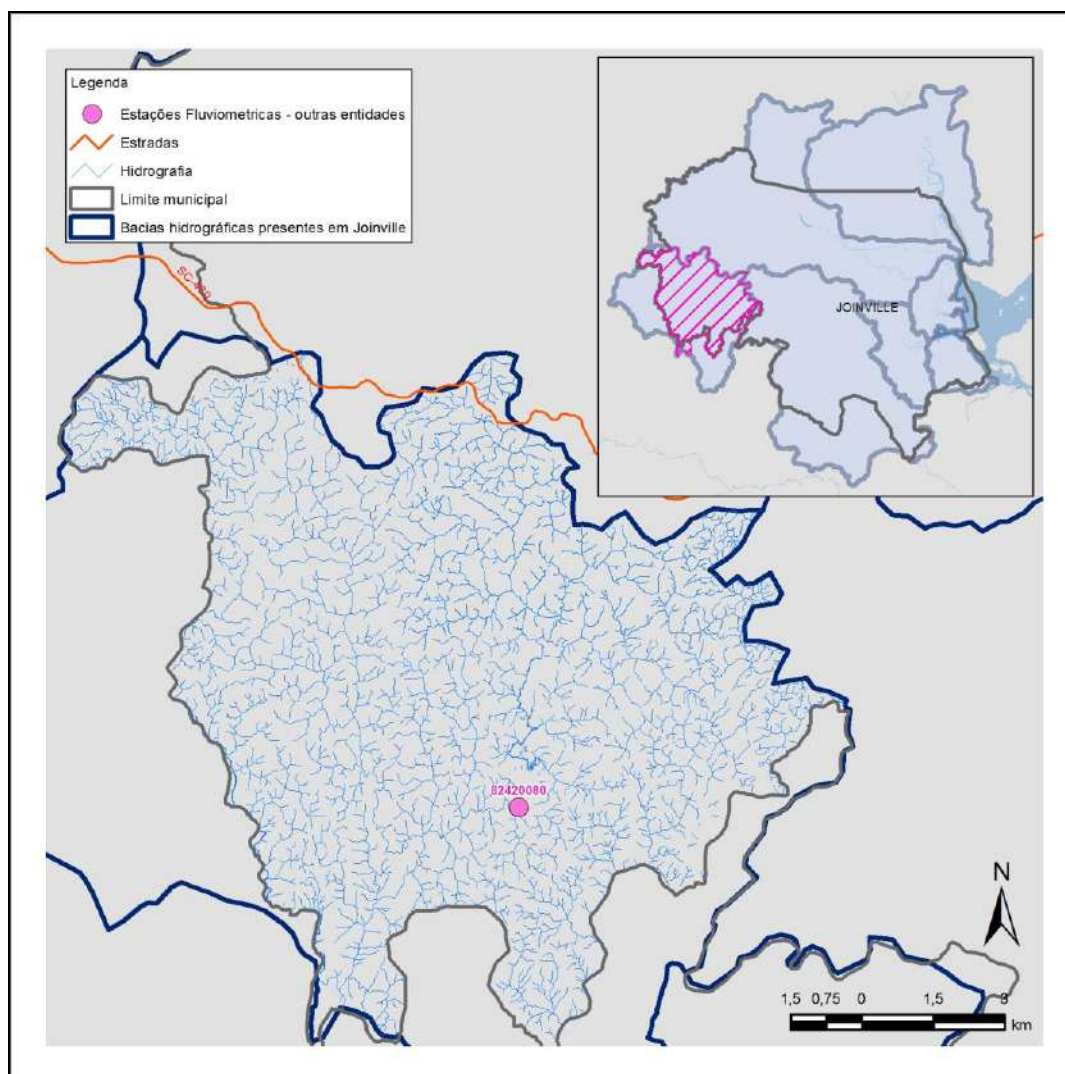 Legenda
Estações Fluviometricas - outras entidades
Estradas
Hidrografia
Limite municipal
Bacias hidrográficas presentes em Joinville
JOINVILLE
82420080
N
1,5 0,75 0 1,5 3
km